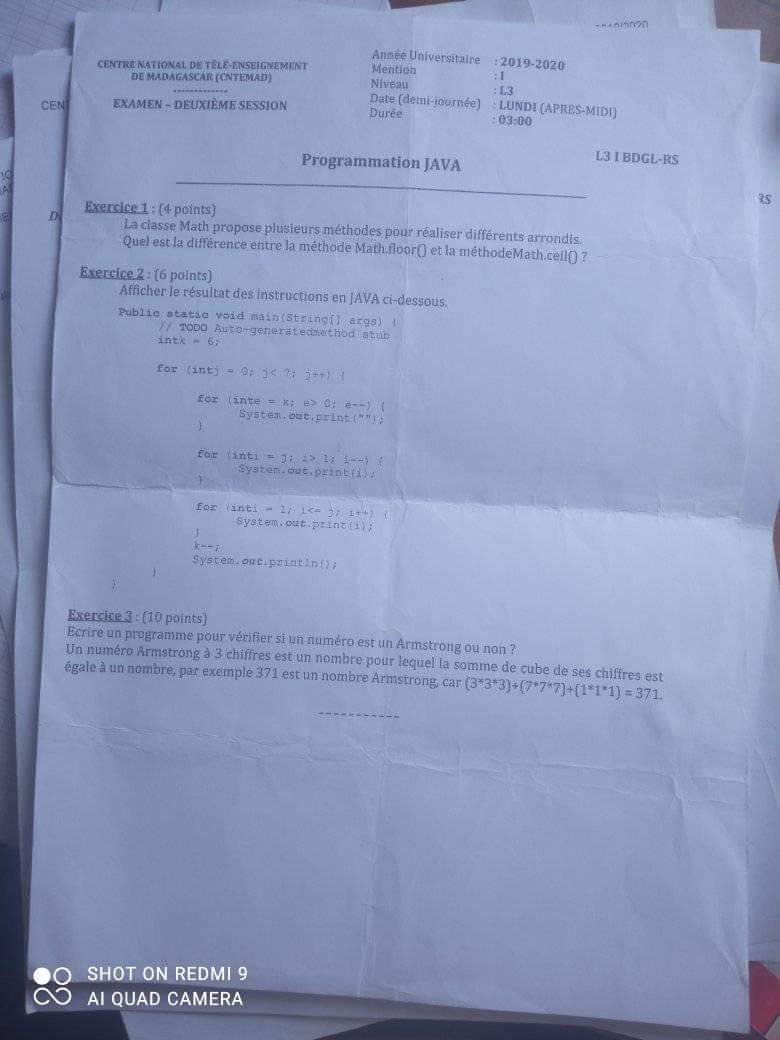 CENTRE NATIONAL DE TÉLÉ-ENSEIGNEMENT
DE MADAGASCAR (CNTEMAD)
------------
EXAMEN – DEUXIÈME SESSION
Année Universitaire : 2019-2020
Mention : I
Niveau : L3
Date (demi-journée) : LUNDI (APRES-MIDI)
Durée : 03:00
Programmation JAVA
L3 I BDGL-RS
Exercice 1 : (4 points)
La classe Math propose plusieurs méthodes pour réaliser différents arrondis.
Quel est la différence entre la méthode Math.floor() et la méthodeMath.ceil() ?
Exercice 2 : (6 points)
Afficher le résultat des instructions en JAVA ci-dessous.
Public static void main(String[] args) {
// TODO Auto-generatedmethod stub
intk = 6;
for (intj = 0; j< 7; j++) {
for (inte = k; e> 0; e--) {
System.out.print("");
}
for (inti = j; i> 1; i--) {
System.out.print(i);
}
for (inti = 1; i<= j; i++) {
System.out.print(i);
}
k--;
System.out.println();
}
}
Exercice 3 : (10 points)
Ecrire un programme pour vérifier si un numéro est un Armstrong ou non ?
Un numéro Armstrong à 3 chiffres est un nombre pour lequel la somme de cube de ses chiffres est
égale à un nombre, par exemple 371 est un nombre Armstrong, car (3*3*3)+(7*7*7)+(1*1*1) = 371.
-----------
CEN
D
RS
SHOT ON REDMI 9
AI QUAD CAMERA